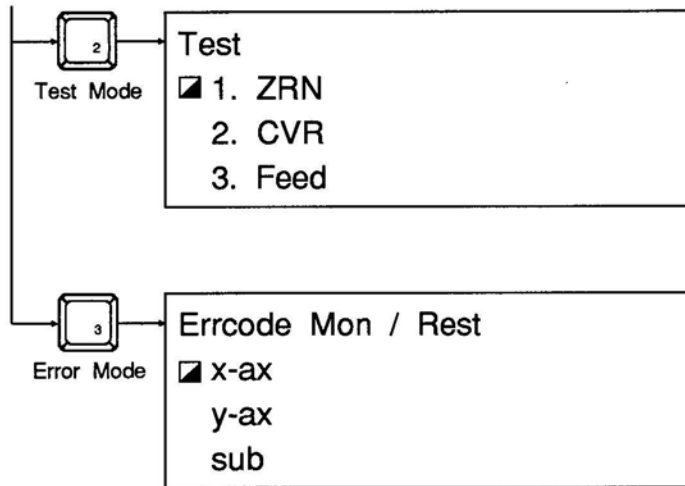 2
Test Mode
Test
1. ZRN
2. CVR
3. Feed
3
Error Mode
Errcode Mon / Rest
x-ax
y-ax
sub